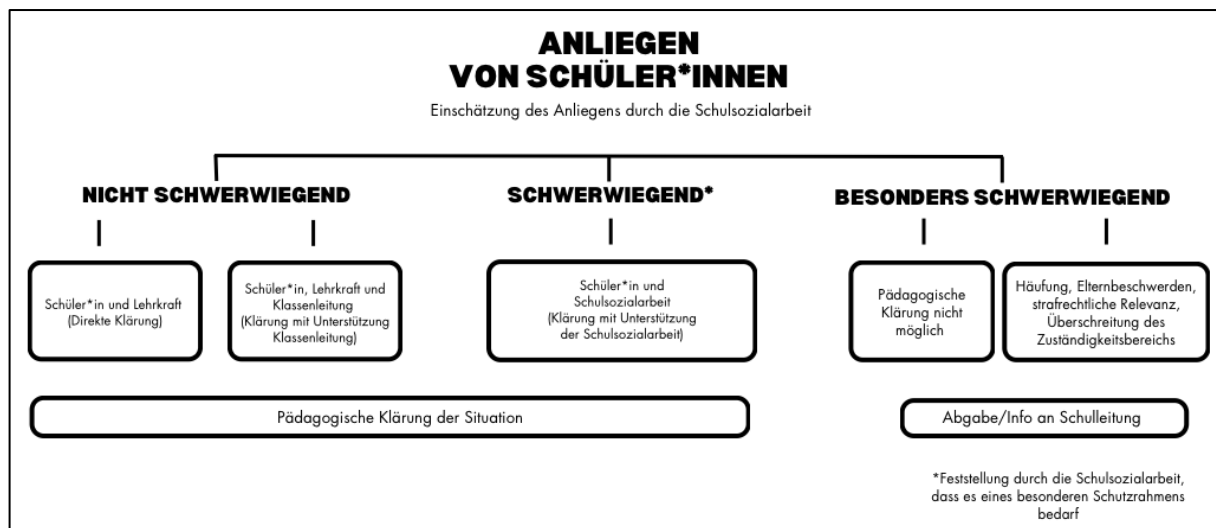 ANLIEGEN
VON SCHÜLER*INNEN
Einschätzung des Anliegens durch die Schulsozialarbeit
NICHT SCHWERWIEGEND
SCHWERWIEGEND*
BESONDERS SCHWERWIEGEND
Schüler*in und Lehrkraft
(Direkte Klärung)
Schüler*in, Lehrkraft und
Klassenleitung
(Klärung mit Unterstützung
Klassenleitung)
Schüler*in und
Schulsozialarbeit
(Klärung mit Unterstützung
der Schulsozialarbeit)
Pädagogische
Klärung nicht
möglich
Häufung, Elternbeschwerden,
strafrechtliche Relevanz,
Überschreitung des
Zuständigkeitsbereichs
Pädagogische Klärung der Situation
Abgabe/Info an Schulleitung
*Feststellung durch die Schulsozialarbeit,
dass es eines besonderen Schutzrahmens
bedarf